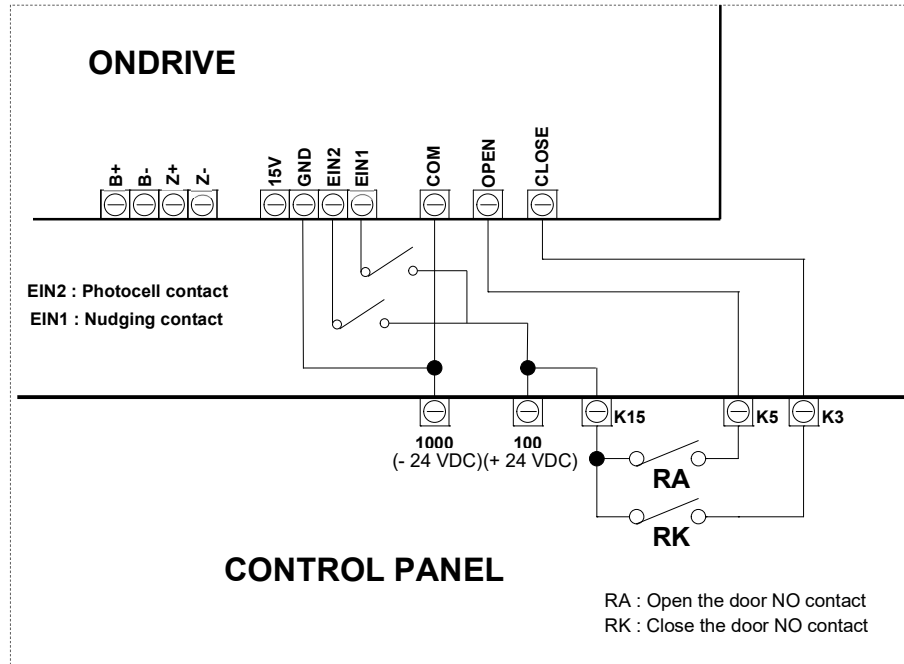 ONDRIVE
B+ B- Z+ Z- 15V GND EIN2 EIN1 COM OPEN CLOSE
EIN2 : Photocell contact
EIN1 : Nudging contact
K15 K5 K3
1000 100
(- 24 VDC)(+ 24 VDC)
RA
RK
CONTROL PANEL
RA : Open the door NO contact
RK : Close the door NO contact